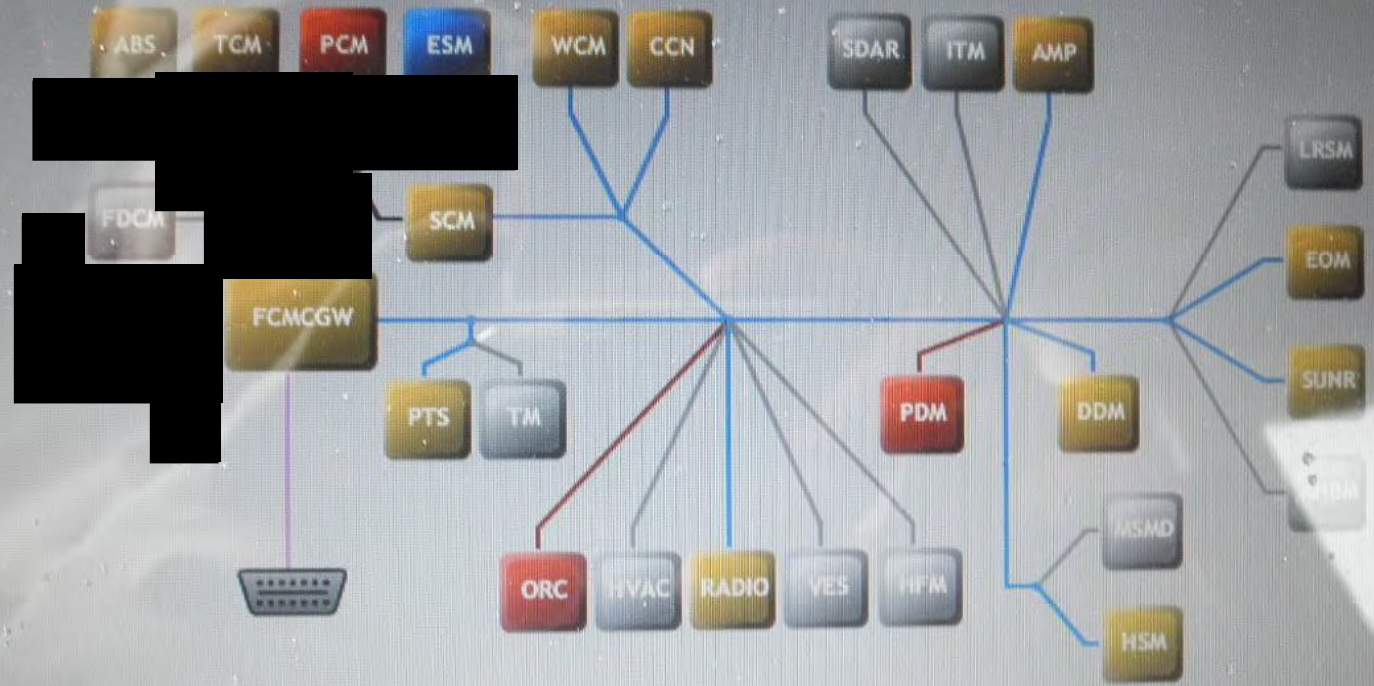 ABS TCM PCM ESM WCM CCN SDAR ITM AMP
LRSM
FDCM SCM
EOM
FCMCGW
SUNR
PTS TM PDM DDM
MSMD
ORC HVAC RADIO VES HFM
HSM